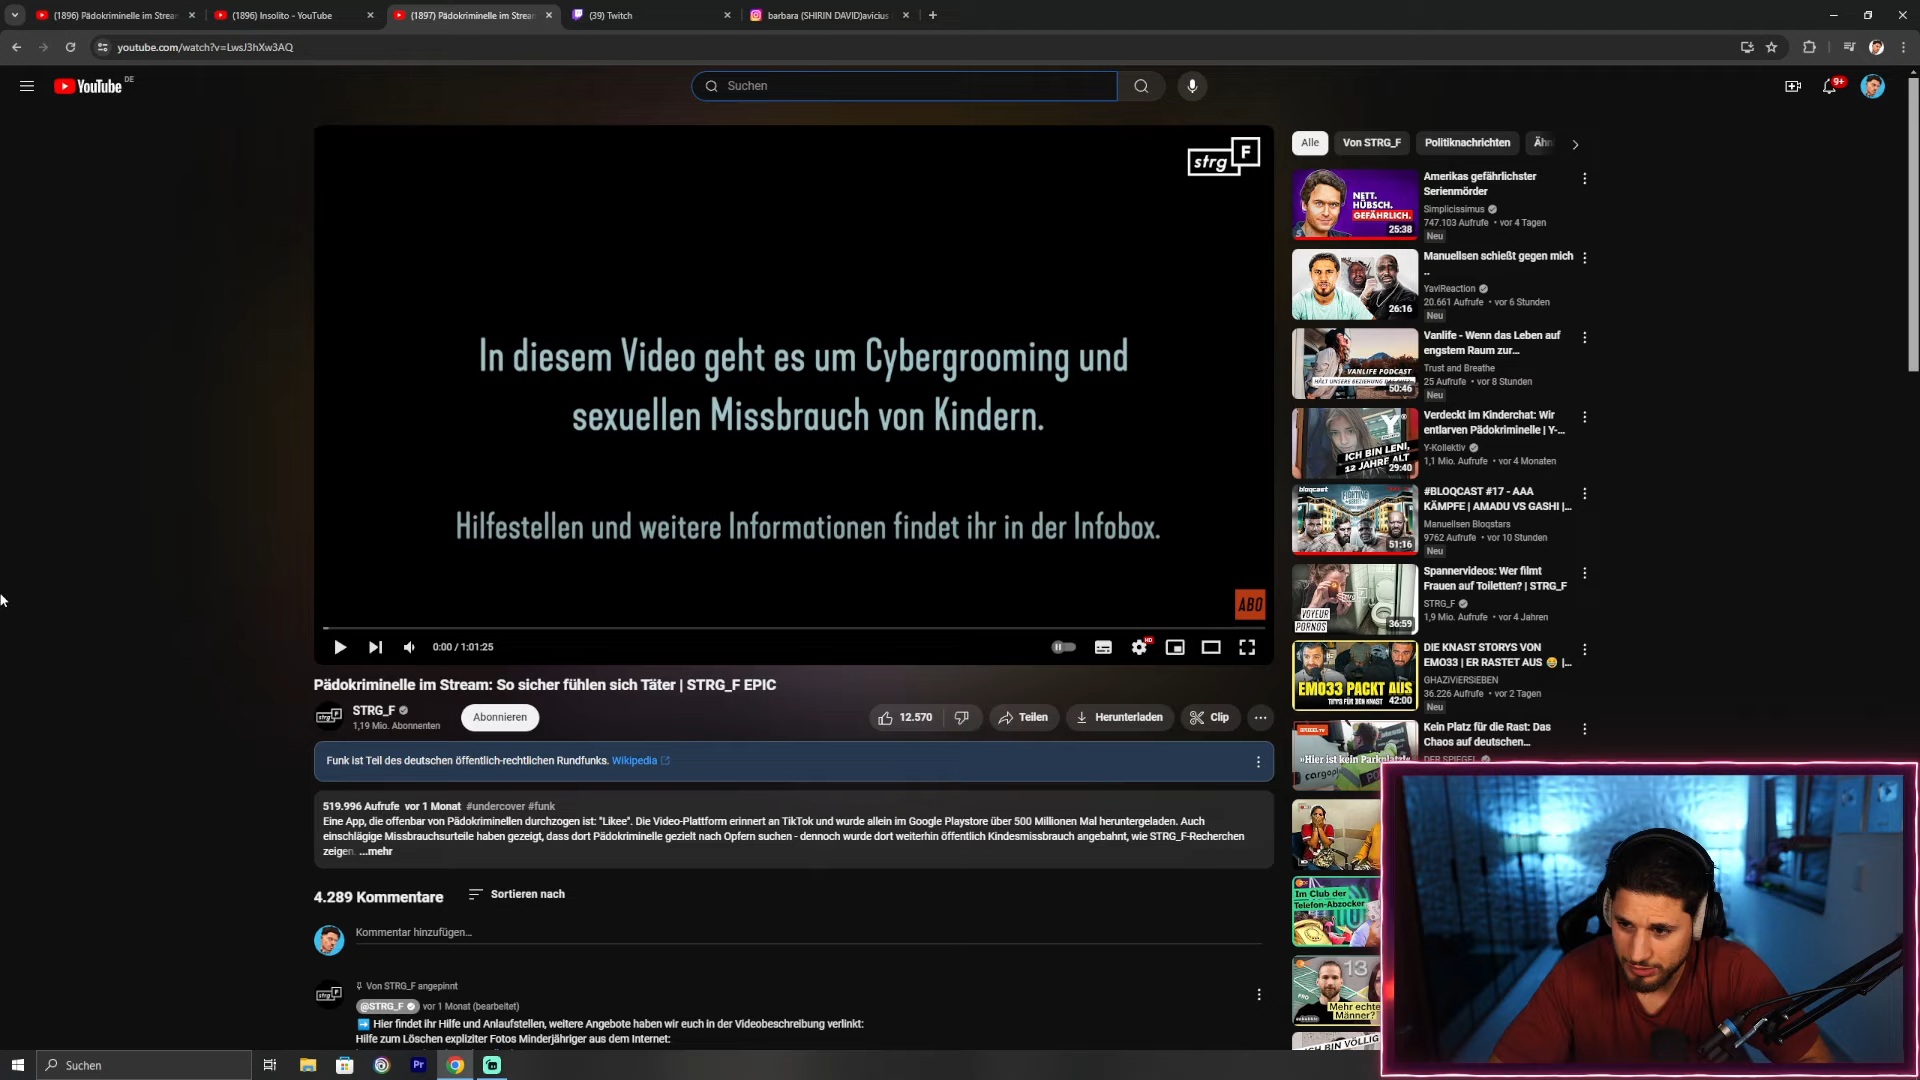 (1896) Pädokriminelle im Strea
(1896) Insolito - YouTube
(1897) Pädokriminelle im Strea
(39) Twitch
barbara (SHIRIN DAVID)avicius
youtube.com/watch?v=LwsJ3hXw3AQ
YouTube DE
Suchen
9+
strg_F
In diesem Video geht es um Cybergrooming und
sexuellen Missbrauch von Kindern.
Hilfestellen und weitere Informationen findet ihr in der Infobox.
ABO
0:00 / 1:01:25
HD
Pädokriminelle im Stream: So sicher fühlen sich Täter | STRG_F EPIC
STRG_F
1,19 Mio. Abonnenten
Abonnieren
12.570
Teilen
Herunterladen
Clip
Funk ist Teil des deutschen öffentlich-rechtlichen Rundfunks. Wikipedia
519.996 Aufrufe vor 1 Monat #undercover #funk
Eine App, die offenbar von Pädokriminellen durchzogen ist: "Likee". Die Video-Plattform erinnert an TikTok und wurde allein im Google Playstore über 500 Millionen Mal heruntergeladen. Auch
einschlägige Missbrauchsurteile haben gezeigt, dass dort Pädokriminelle gezielt nach Opfern suchen - dennoch wurde dort weiterhin öffentlich Kindesmissbrauch angebahnt, wie STRG_F-Recherchen
zeigen. ...mehr
4.289 Kommentare
Sortieren nach
Kommentar hinzufügen...
Von STRG_F angepinnt
@STRG_F vor 1 Monat (bearbeitet)
Hier findet ihr Hilfe und Anlaufstellen, weitere Angebote haben wir euch in der Videobeschreibung verlinkt:
Hilfe zum Löschen expliziter Fotos Minderjähriger aus dem Internet:
Alle
Von STRG_F
Politiknachrichten
Ähn
NETT.
HÜBSCH.
GEFÄHRLICH.
25:38
Amerikas gefährlichster
Serienmörder
Simplicissimus
747.103 Aufrufe • vor 4 Tagen
Neu
26:16
Manuellsen schießt gegen mich
..
YaviReaction
20.661 Aufrufe • vor 6 Stunden
Neu
VANLIFE PODCAST
50:46
Vanlife - Wenn das Leben auf
engstem Raum zur...
Trust and Breathe
25 Aufrufe • vor 8 Stunden
Neu
Y
ICH BIN LENI,
12 JAHRE ALT
29:40
Verdeckt im Kinderchat: Wir
entlarven Pädokriminelle | Y-...
Y-Kollektiv
1,1 Mio. Aufrufe • vor 4 Monaten
bloqcast
51:16
#BLOQCAST #17 - AAA
KÄMPFE | AMADU VS GASHI |...
Manuellsen Bloqstars
9762 Aufrufe • vor 10 Stunden
Neu
VOYEUR
PORNOS
36:59
Spannervideos: Wer filmt
Frauen auf Toiletten? | STRG_F
STRG_F
1,9 Mio. Aufrufe • vor 4 Jahren
EMO33 PACKT AUS
42:00
DIE KNAST STORYS VON
EMO33 | ER RASTET AUS 😂 |...
GHAZiViERSiEBEN
36.226 Aufrufe • vor 2 Tagen
Neu
SPIEGEL TV
»Hier ist kein Parkplatz!«
Kein Platz für die Rast: Das
Chaos auf deutschen...
DER SPIEGEL
Im Club der
Telefon-Abzocker
13
PRO
Mehr echte
Männer?
ICH BIN VÖLLIG
Suchen
Pr